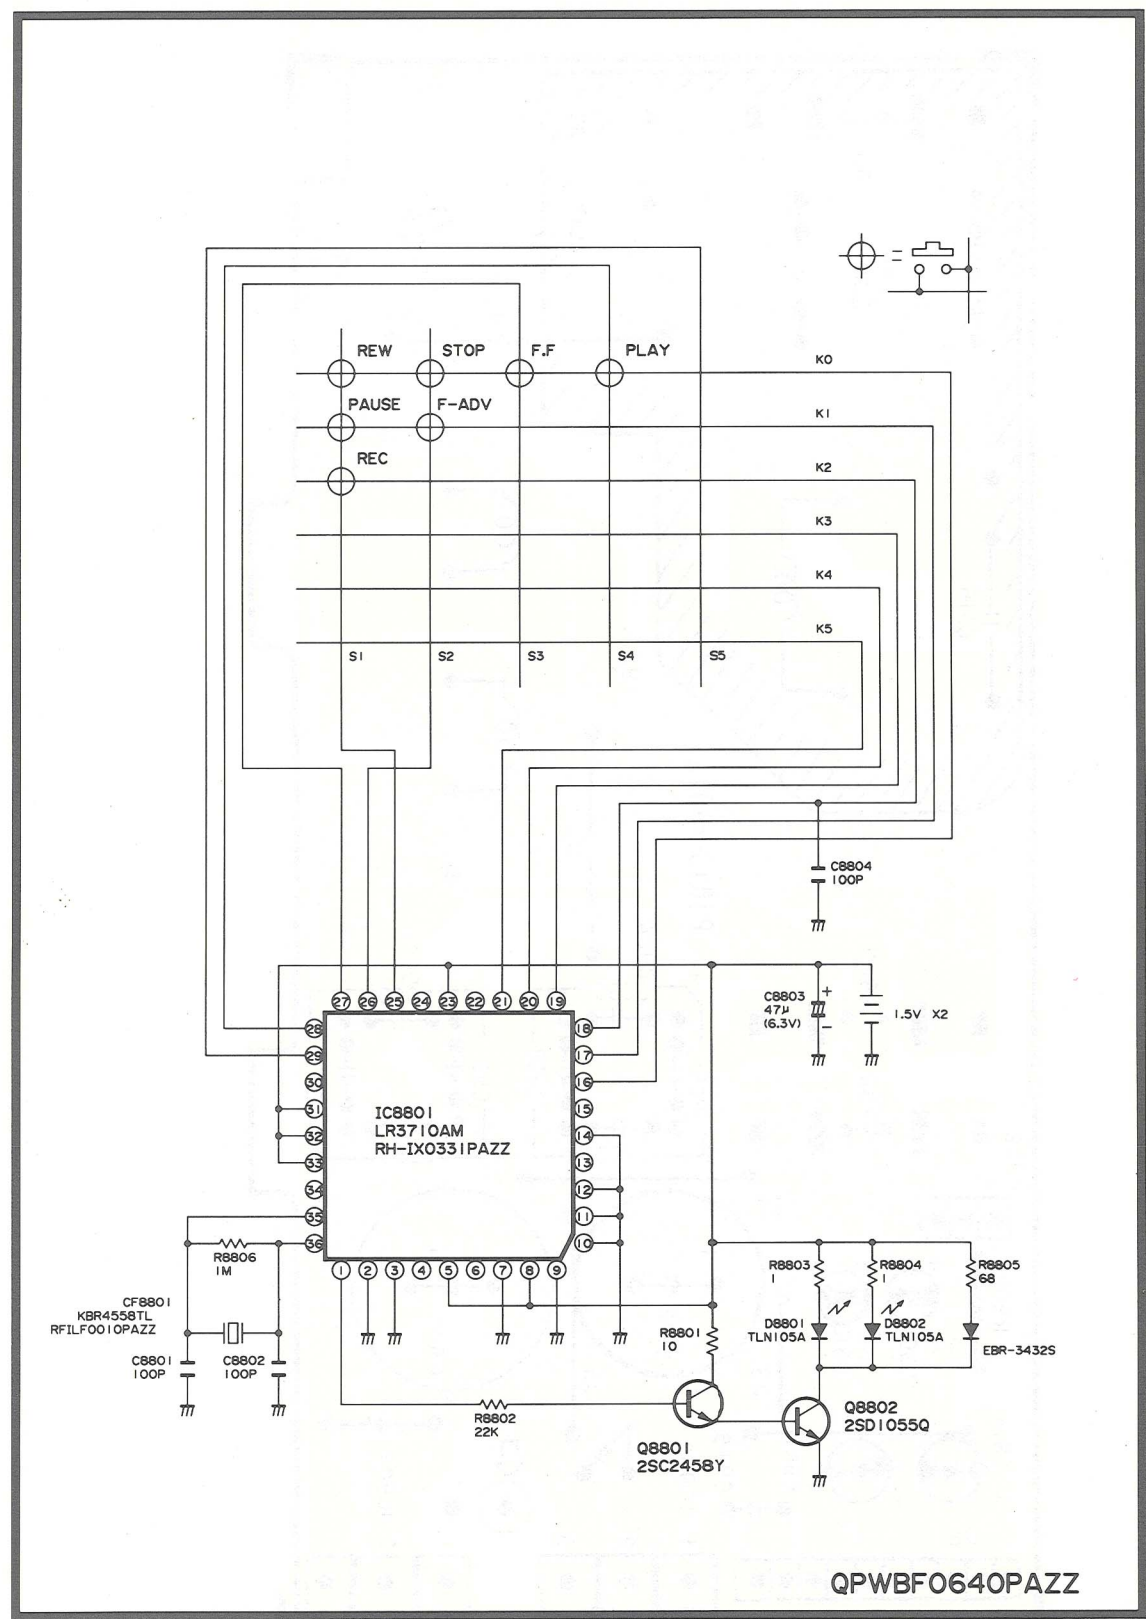 =
REW STOP F.F PLAY K0
PAUSE F-ADV K1
REC K2
K3
K4
K5
S1 S2 S3 S4 S5
C8804
100P
C8803
47µ
(6.3V)
+
−
1.5V X2
27 26 25 24 23 22 21 20 19
28 18
29 17
30 16
31 15
32 14
33 13
34 12
35 11
36 10
IC8801
LR3710AM
RH-IX0331PAZZ
1 2 3 4 5 6 7 8 9
R8806
1M
CF8801
KBR4558TL
RFILF0010PAZZ
C8801
100P
C8802
100P
R8802
22K
R8801
10
R8803
1
R8804
1
R8805
68
D8801
TLN105A
D8802
TLN105A
EBR-3432S
Q8801
2SC2458Y
Q8802
2SD1055Q
QPWBF0640PAZZ